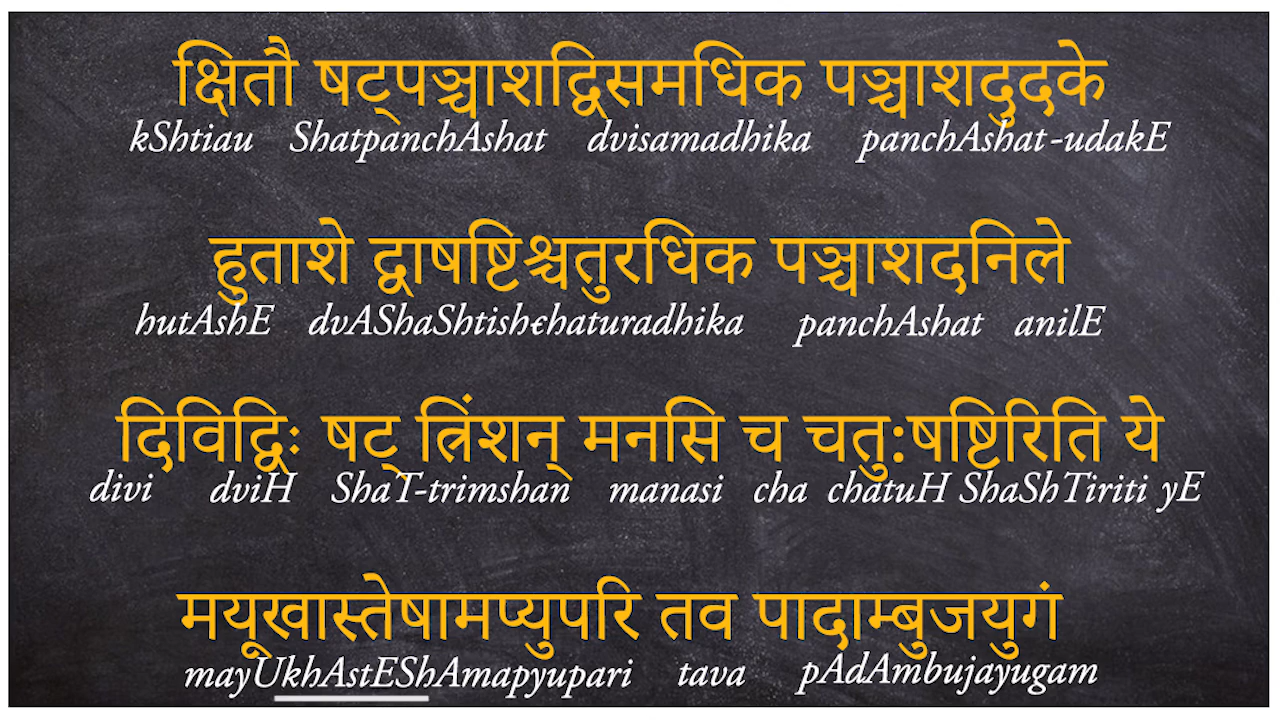 क्षितौ षट्पञ्चाशद्विसमधिक पञ्चाशदुदके
kShtiau ShatpanchAshat dvisamadhika panchAshat-udakE
हुताशे द्वाषष्टिश्चतुरधिक पञ्चाशदनिले
hutAshE dvAShaShtishchaturadhika panchAshat anilE
दिविद्विः षट् त्रिंशन् मनसि च चतु:षष्टिरिति ये
divi dviH ShaT-trimshan manasi cha chatuH ShaShTiriti yE
मयूखास्तेषामप्युपरि तव पादाम्बुजयुगं
mayUkhAstEShAmapyupari tava pAdAmbujayugam